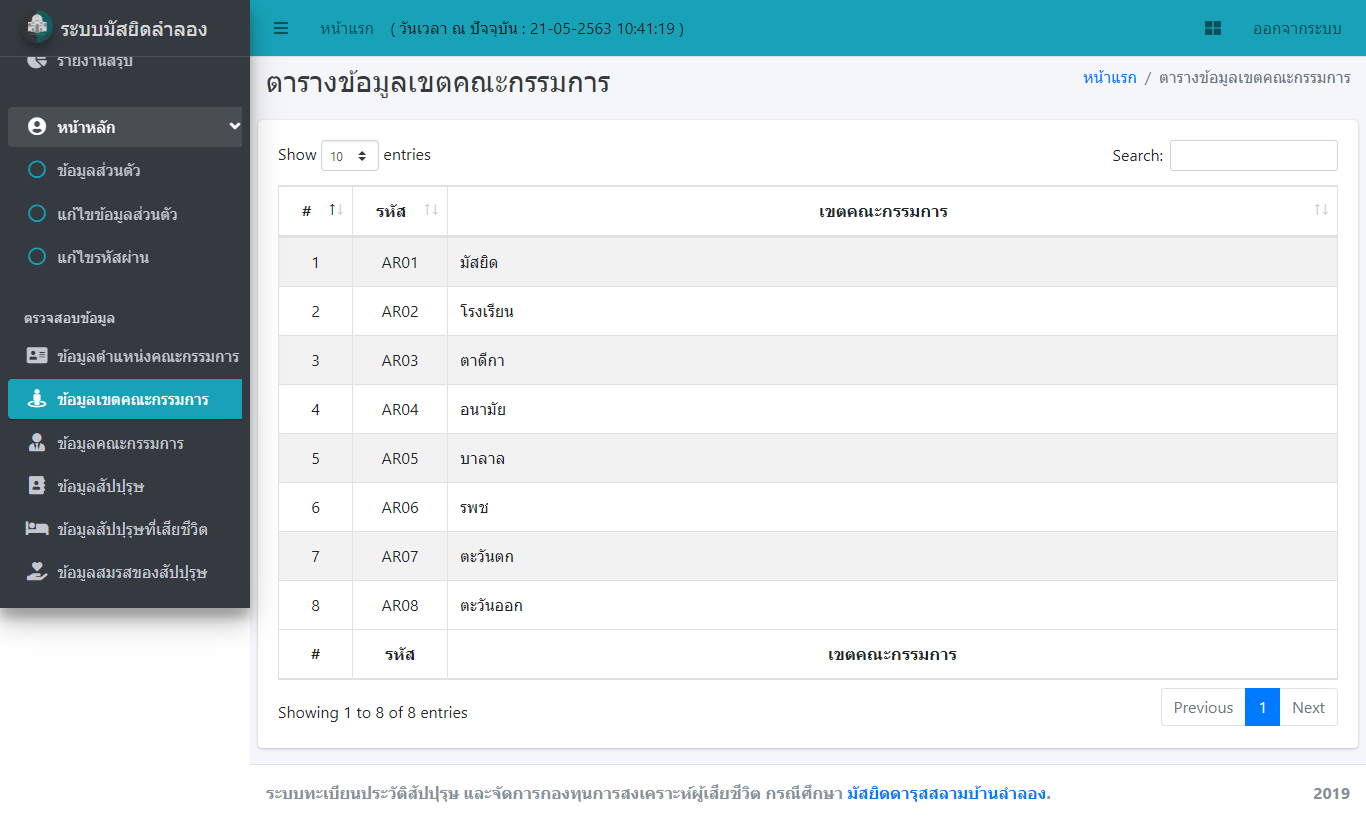 ระบบมัสยิดลำลอง
หน้าแรก ( วันเวลา ณ ปัจจุบัน : 21-05-2563 10:41:19 )
ออกจากระบบ
รายงานสรุป
หน้าหลัก
ข้อมูลส่วนตัว
แก้ไขข้อมูลส่วนตัว
แก้ไขรหัสผ่าน
ตรวจสอบข้อมูล
ข้อมูลตำแหน่งคณะกรรมการ
ข้อมูลเขตคณะกรรมการ
ข้อมูลคณะกรรมการ
ข้อมูลสัปปุรุษ
ข้อมูลสัปปุรุษที่เสียชีวิต
ข้อมูลสมรสของสัปปุรุษ
ตารางข้อมูลเขตคณะกรรมการ
หน้าแรก / ตารางข้อมูลเขตคณะกรรมการ
Show 10 entries
Search:
# รหัส เขตคณะกรรมการ
1 AR01 มัสยิด
2 AR02 โรงเรียน
3 AR03 ตาดีกา
4 AR04 อนามัย
5 AR05 บาลาล
6 AR06 รพช
7 AR07 ตะวันตก
8 AR08 ตะวันออก
# รหัส เขตคณะกรรมการ
Showing 1 to 8 of 8 entries
Previous 1 Next
ระบบทะเบียนประวัติสัปปุรุษ และจัดการกองทุนการสงเคราะห์ผู้เสียชีวิต กรณีศึกษา มัสยิดดารุสสลามบ้านลำลอง.
2019